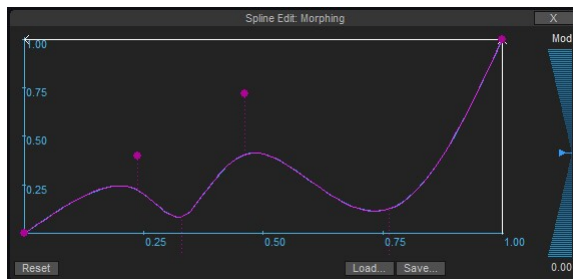 Spline Edit: Morphing X
1.00 Mod
0.75
0.50
0.25
0.25 0.50 0.75 1.00
Reset Load... Save... 0.00